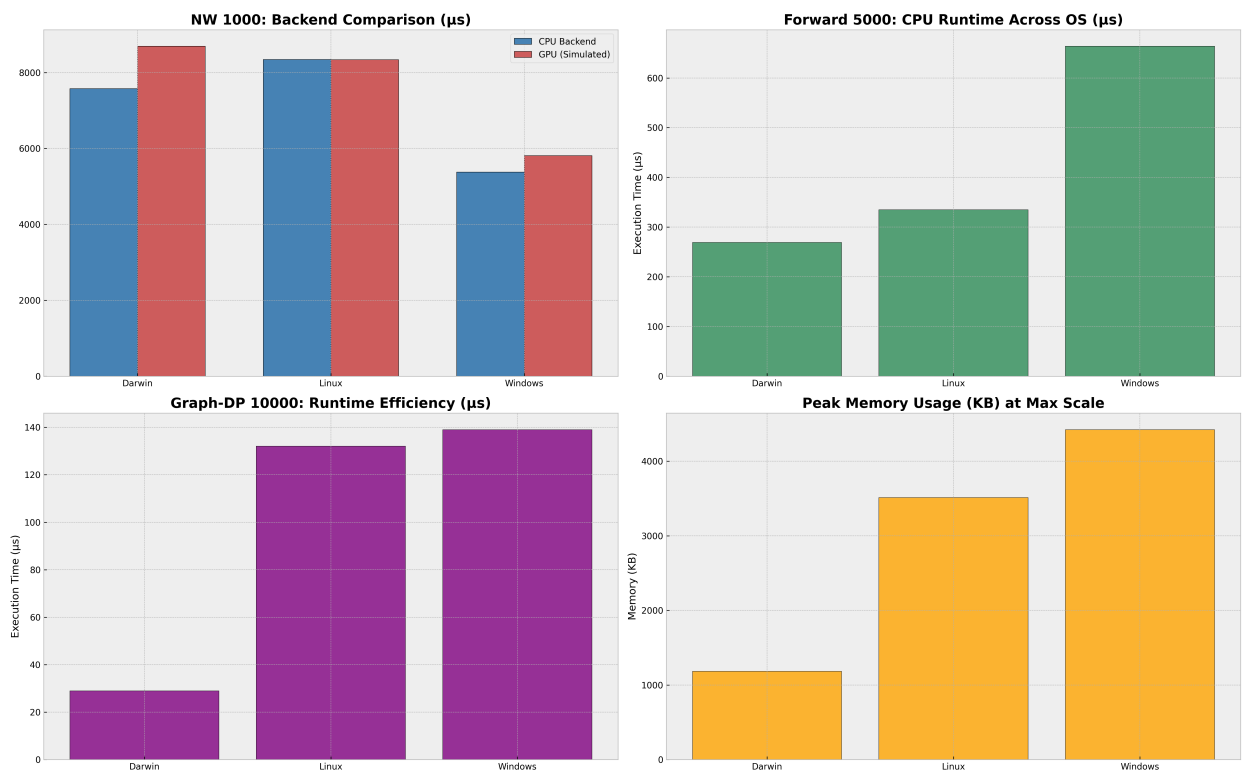 NW 1000: Backend Comparison (µs)
CPU Backend
GPU (Simulated)
8000
6000
4000
2000
0
Darwin
Linux
Windows
Forward 5000: CPU Runtime Across OS (µs)
Execution Time (µs)
600
500
400
300
200
100
0
Darwin
Linux
Windows
Graph-DP 10000: Runtime Efficiency (µs)
Execution Time (µs)
140
120
100
80
60
40
20
0
Darwin
Linux
Windows
Peak Memory Usage (KB) at Max Scale
Memory (KB)
4000
3000
2000
1000
0
Darwin
Linux
Windows